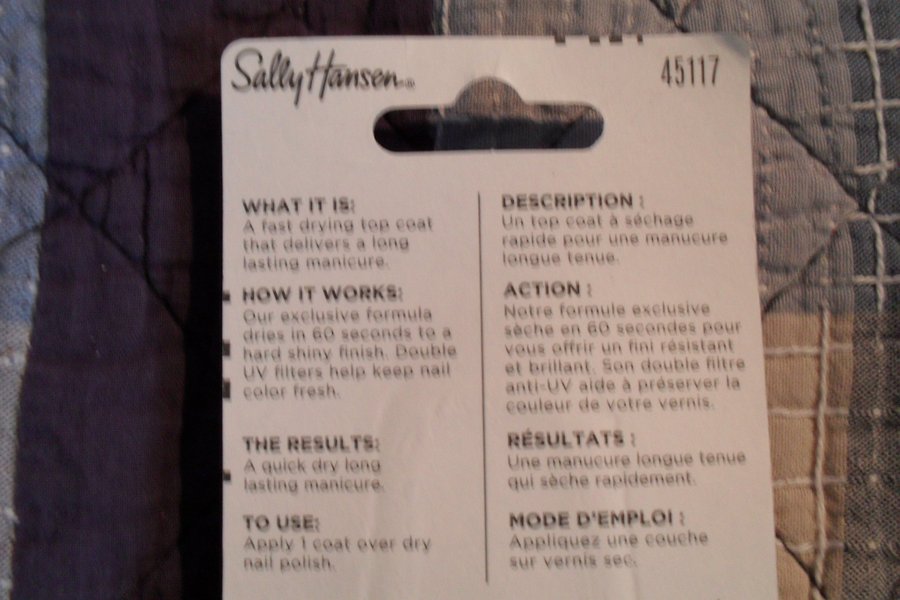 Sally Hansen
45117
WHAT IT IS:
A fast drying top coat
that delivers a long
lasting manicure.
HOW IT WORKS:
Our exclusive formula
dries in 60 seconds to a
hard shiny finish. Double
UV filters help keep nail
color fresh.
THE RESULTS:
A quick dry long
lasting manicure.
TO USE:
Apply 1 coat over dry
nail polish.
DESCRIPTION :
Un top coat à séchage
rapide pour une manucure
longue tenue.
ACTION :
Notre formule exclusive
sèche en 60 secondes pour
vous offrir un fini résistant
et brillant. Son double filtre
anti-UV aide à préserver la
couleur de votre vernis.
RÉSULTATS :
Une manucure longue tenue
qui sèche rapidement.
MODE D'EMPLOI :
Appliquez une couche
sur vernis sec.